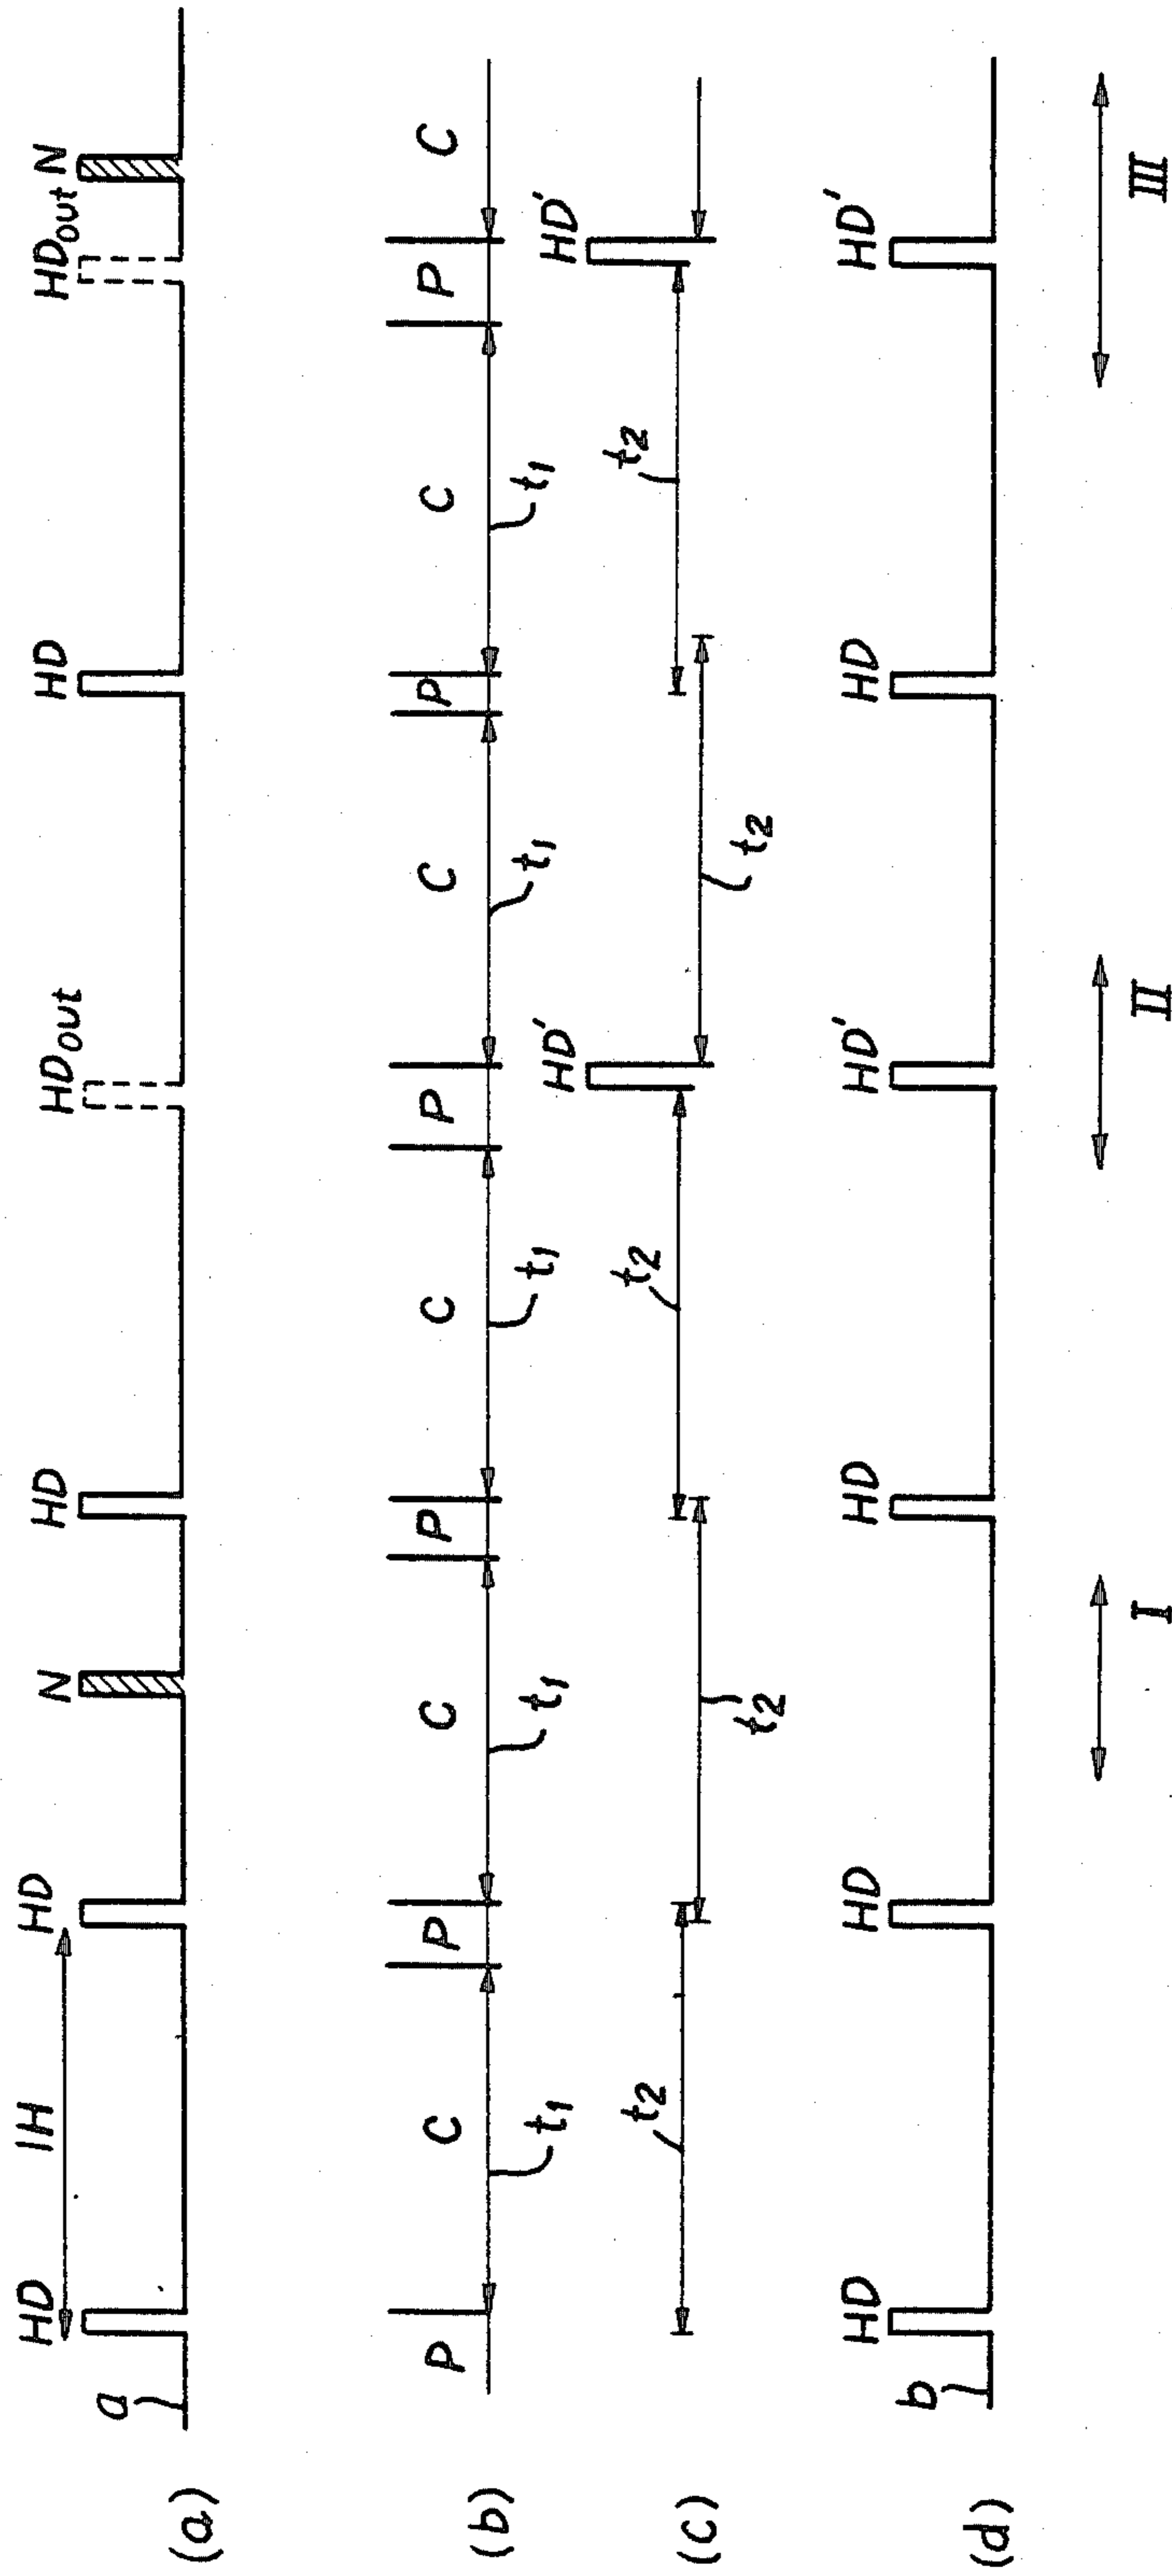 (a) a HD 1H HD N HD HDout HD HDout N
(b) P C t1 P C t1 P C t1 P C t1 P C t1 P C
(c) t2 t2 t2 HD' t2 t2 HD'
(d) b HD HD HD HD' HD HD'
I II III